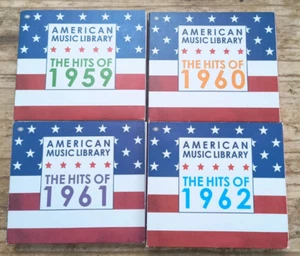 AMERICAN
MUSIC LIBRARY
THE HITS OF
1959
AMERICAN
MUSIC LIBRARY
THE HITS OF
1960
AMERICAN
MUSIC LIBRARY
THE HITS OF
1961
AMERICAN
MUSIC LIBRARY
THE HITS OF
1962